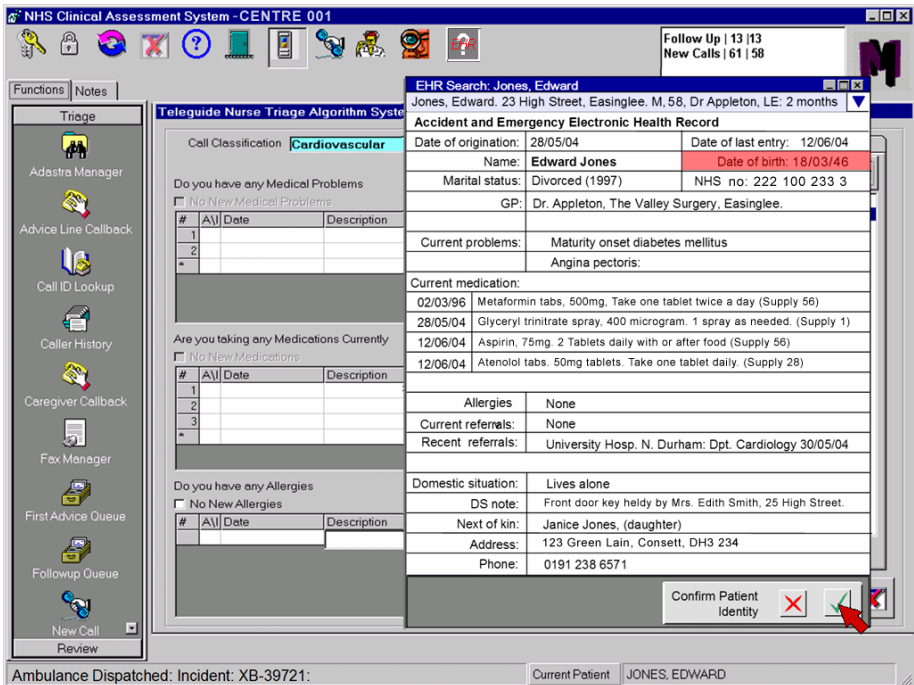 NHS Clinical Assessment System - CENTRE 001
EHR
Follow Up | 13 |13
New Calls | 61 | 58
M
Functions
Notes
Triage
Adastra Manager
Advice Line Callback
Call ID Lookup
Caller History
Caregiver Callback
Fax Manager
First Advice Queue
Followup Queue
New Call
Review
Teleguide Nurse Triage Algorithm Syste
Call Classification Cardiovascular
Do you have any Medical Problems
No New Medical Problems
# A\I Date Description
1
2
*
Are you taking any Medications Currently
No New Medications
# A\I Date Description
1
2
3
*
Do you have any Allergies
No New Allergies
# A\I Date Description
EHR Search: Jones, Edward
Jones, Edward. 23 High Street, Easinglee. M, 58, Dr Appleton, LE: 2 months
Accident and Emergency Electronic Health Record
Date of origination: 28/05/04 Date of last entry: 12/06/04
Name: Edward Jones Date of birth: 18/03/46
Marital status: Divorced (1997) NHS no: 222 100 233 3
GP: Dr. Appleton, The Valley Surgery, Easinglee.
Current problems: Maturity onset diabetes mellitus
Angina pectoris:
Current medication:
02/03/96 Metaformin tabs, 500mg, Take one tablet twice a day (Supply 56)
28/05/04 Glyceryl trinitrate spray, 400 microgram. 1 spray as needed. (Supply 1)
12/06/04 Aspirin, 75mg. 2 Tablets daily with or after food (Supply 56)
12/06/04 Atenolol tabs. 50mg tablets. Take one tablet daily. (Supply 28)
Allergies None
Current referrals: None
Recent referrals: University Hosp. N. Durham: Dpt. Cardiology 30/05/04
Domestic situation: Lives alone
DS note: Front door key heldy by Mrs. Edith Smith, 25 High Street.
Next of kin: Janice Jones, (daughter)
Address: 123 Green Lain, Consett, DH3 234
Phone: 0191 238 6571
Confirm Patient
Identity
Ambulance Dispatched: Incident: XB-39721:
Current Patient JONES, EDWARD